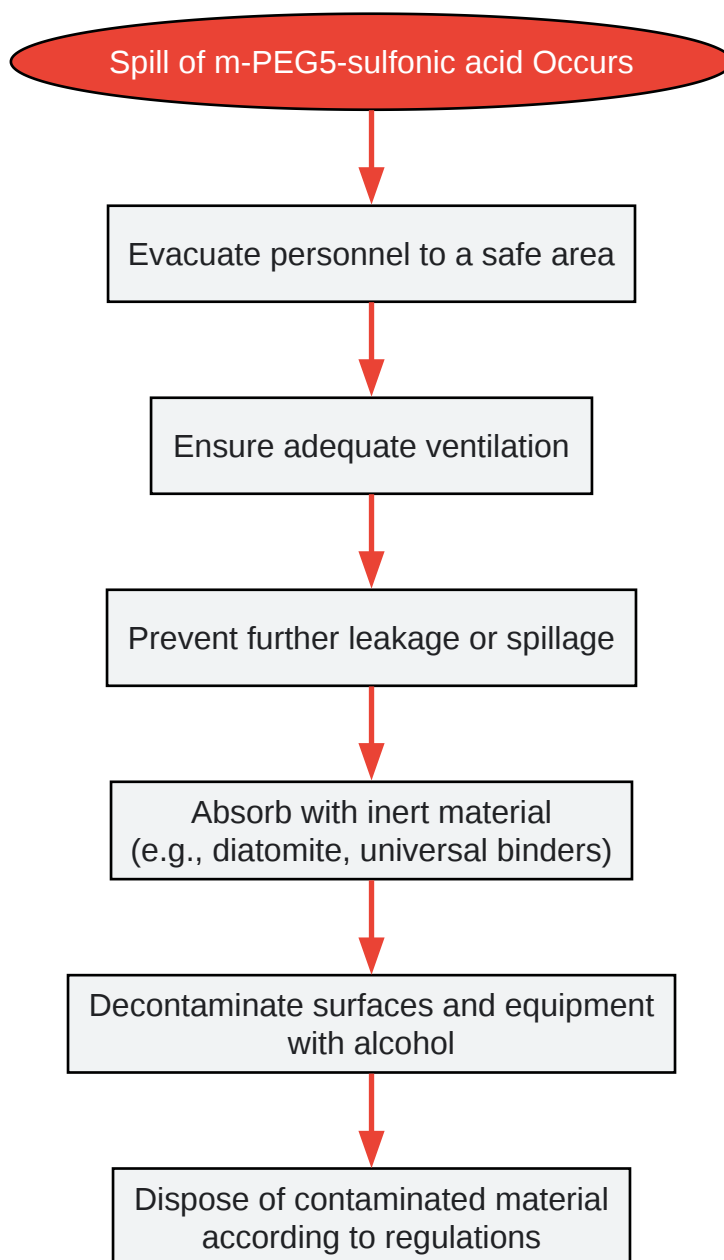 Spill of m-PEG5-sulfonic acid Occurs
Evacuate personnel to a safe area
Ensure adequate ventilation
Prevent further leakage or spillage
Absorb with inert material
(e.g., diatomite, universal binders)
Decontaminate surfaces and equipment
with alcohol
Dispose of contaminated material
according to regulations